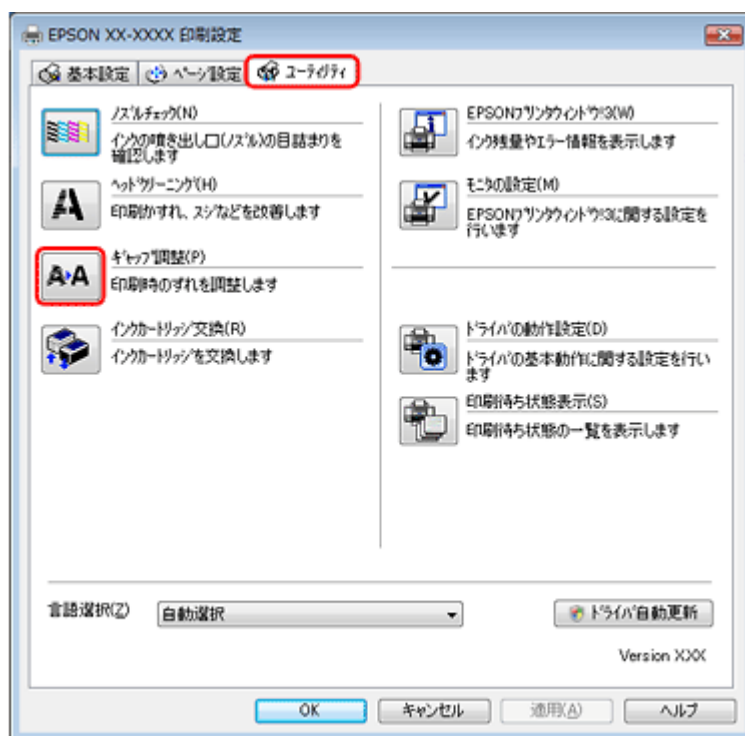 EPSON XX-XXXX 印刷設定
基本設定
ページ設定
ユーティリティ
ノズルチェック(N)
インクの噴き出し口(ノズル)の目詰まりを
確認します
ヘッドクリーニング(H)
印刷かすれ、スジなどを改善します
ギャップ調整(P)
印刷時のずれを調整します
インクカートリッジ交換(R)
インクカートリッジを交換します
EPSONプリンタウィンドウ!3(W)
インク残量やエラー情報を表示します
モニタの設定(M)
EPSONプリンタウィンドウ!3に関する設定を
行います
ドライバの動作設定(D)
ドライバの基本動作に関する設定を行い
ます
印刷待ち状態表示(S)
印刷待ち状態の一覧を表示します
言語選択(Z)
自動選択
ドライバ自動更新
Version XXX
OK
キャンセル
適用(A)
ヘルプ